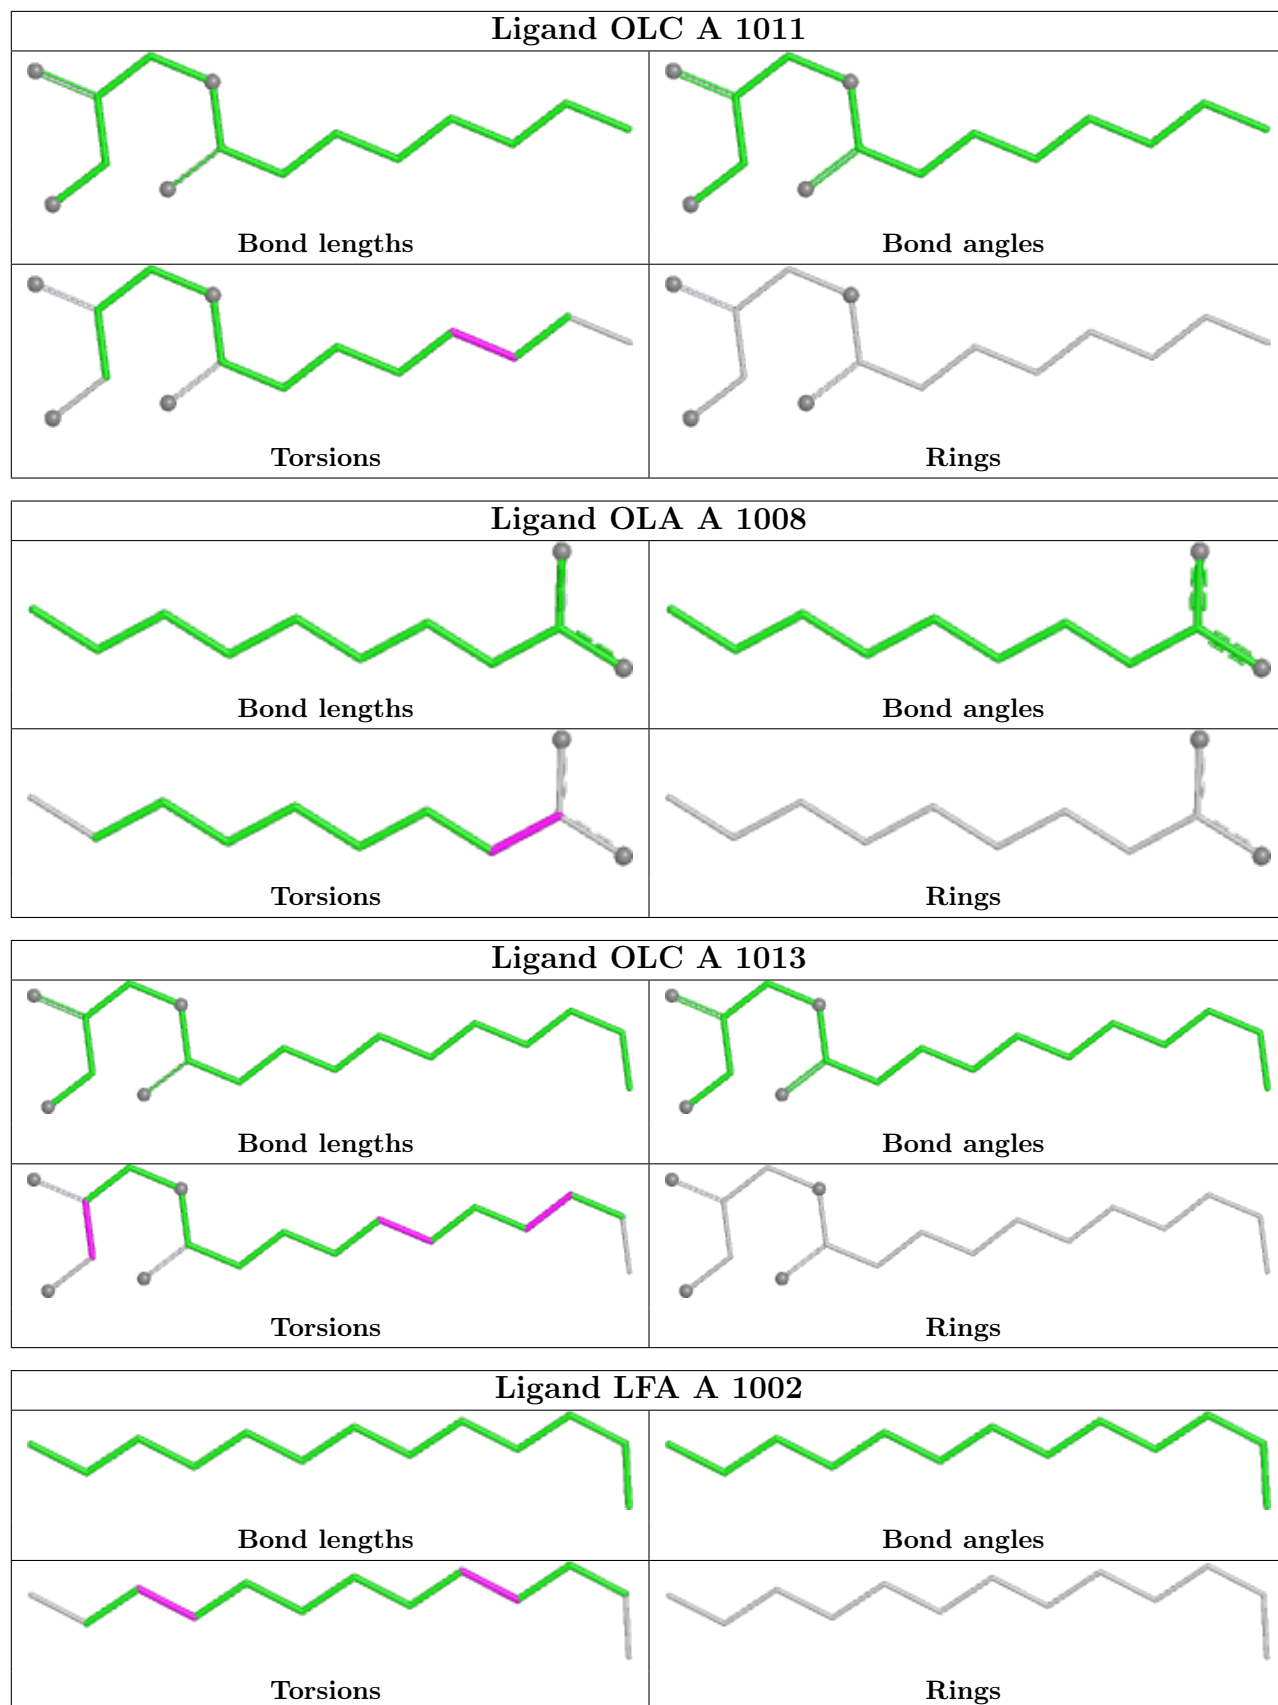 Ligand OLC A 1011
Bond lengths
Bond angles
Torsions
Rings
Ligand OLA A 1008
Bond lengths
Bond angles
Torsions
Rings
Ligand OLC A 1013
Bond lengths
Bond angles
Torsions
Rings
Ligand LFA A 1002
Bond lengths
Bond angles
Torsions
Rings